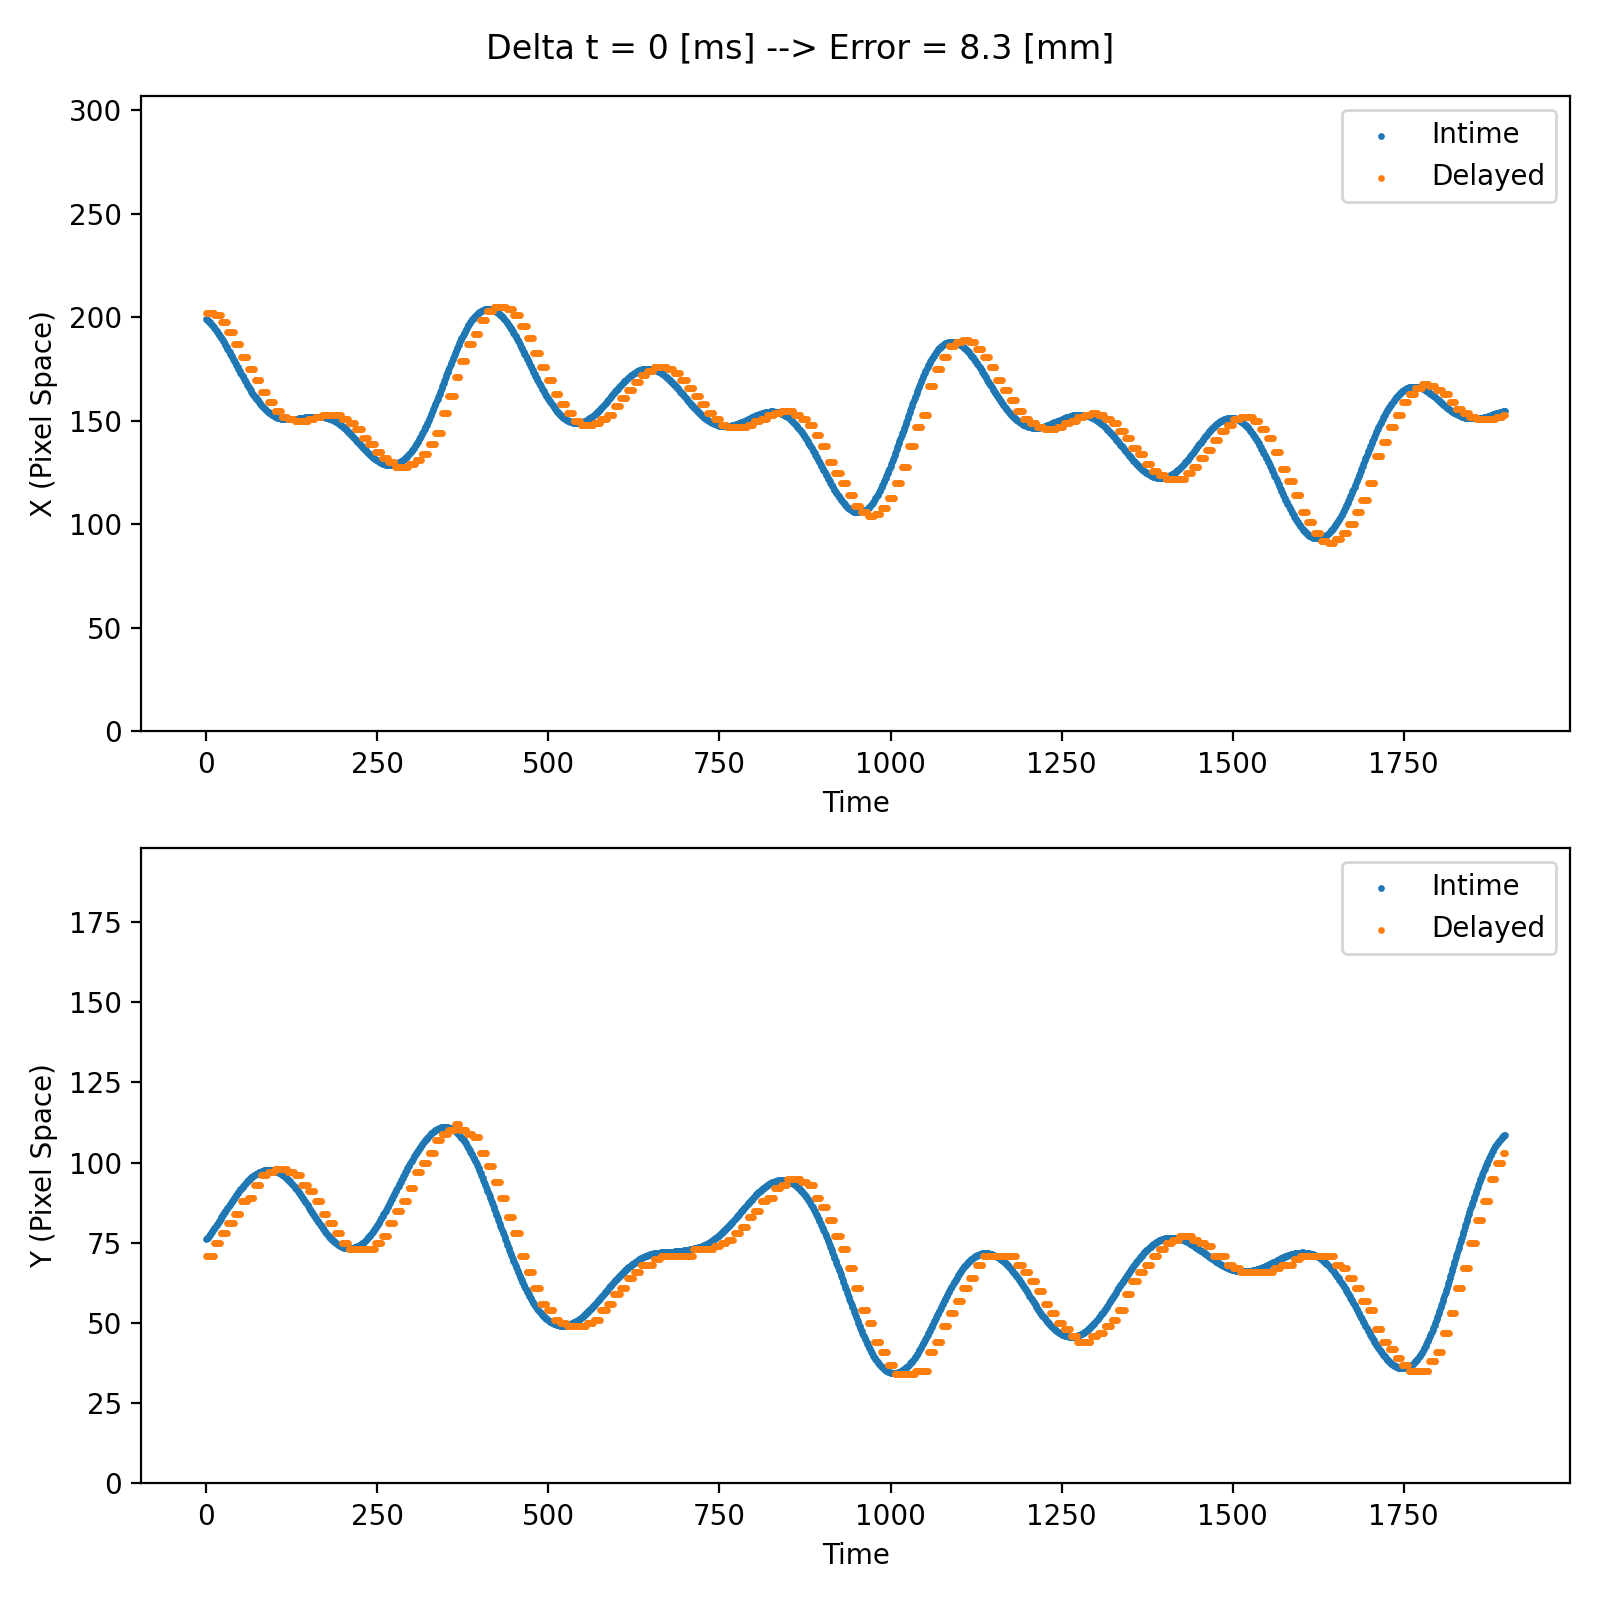 Delta t = 0 [ms] --> Error = 8.3 [mm]
300
250
200
150
100
50
0
X (Pixel Space)
Intime
Delayed
0 250 500 750 1000 1250 1500 1750
Time
175
150
125
100
75
50
25
0
Y (Pixel Space)
Intime
Delayed
0 250 500 750 1000 1250 1500 1750
Time